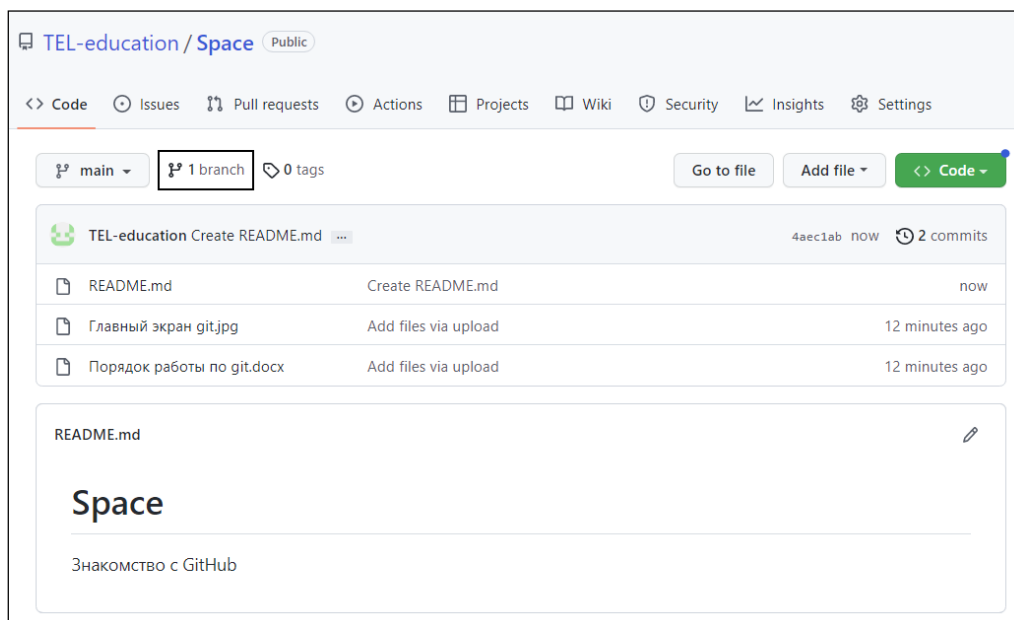 TEL-education / Space Public
<> Code Issues Pull requests Actions Projects Wiki Security Insights Settings
main 1 branch 0 tags Go to file Add file <> Code
TEL-education Create README.md ... 4aec1ab now 2 commits
README.md Create README.md now
Главный экран git.jpg Add files via upload 12 minutes ago
Порядок работы по git.docx Add files via upload 12 minutes ago
README.md
Space
Знакомство с GitHub